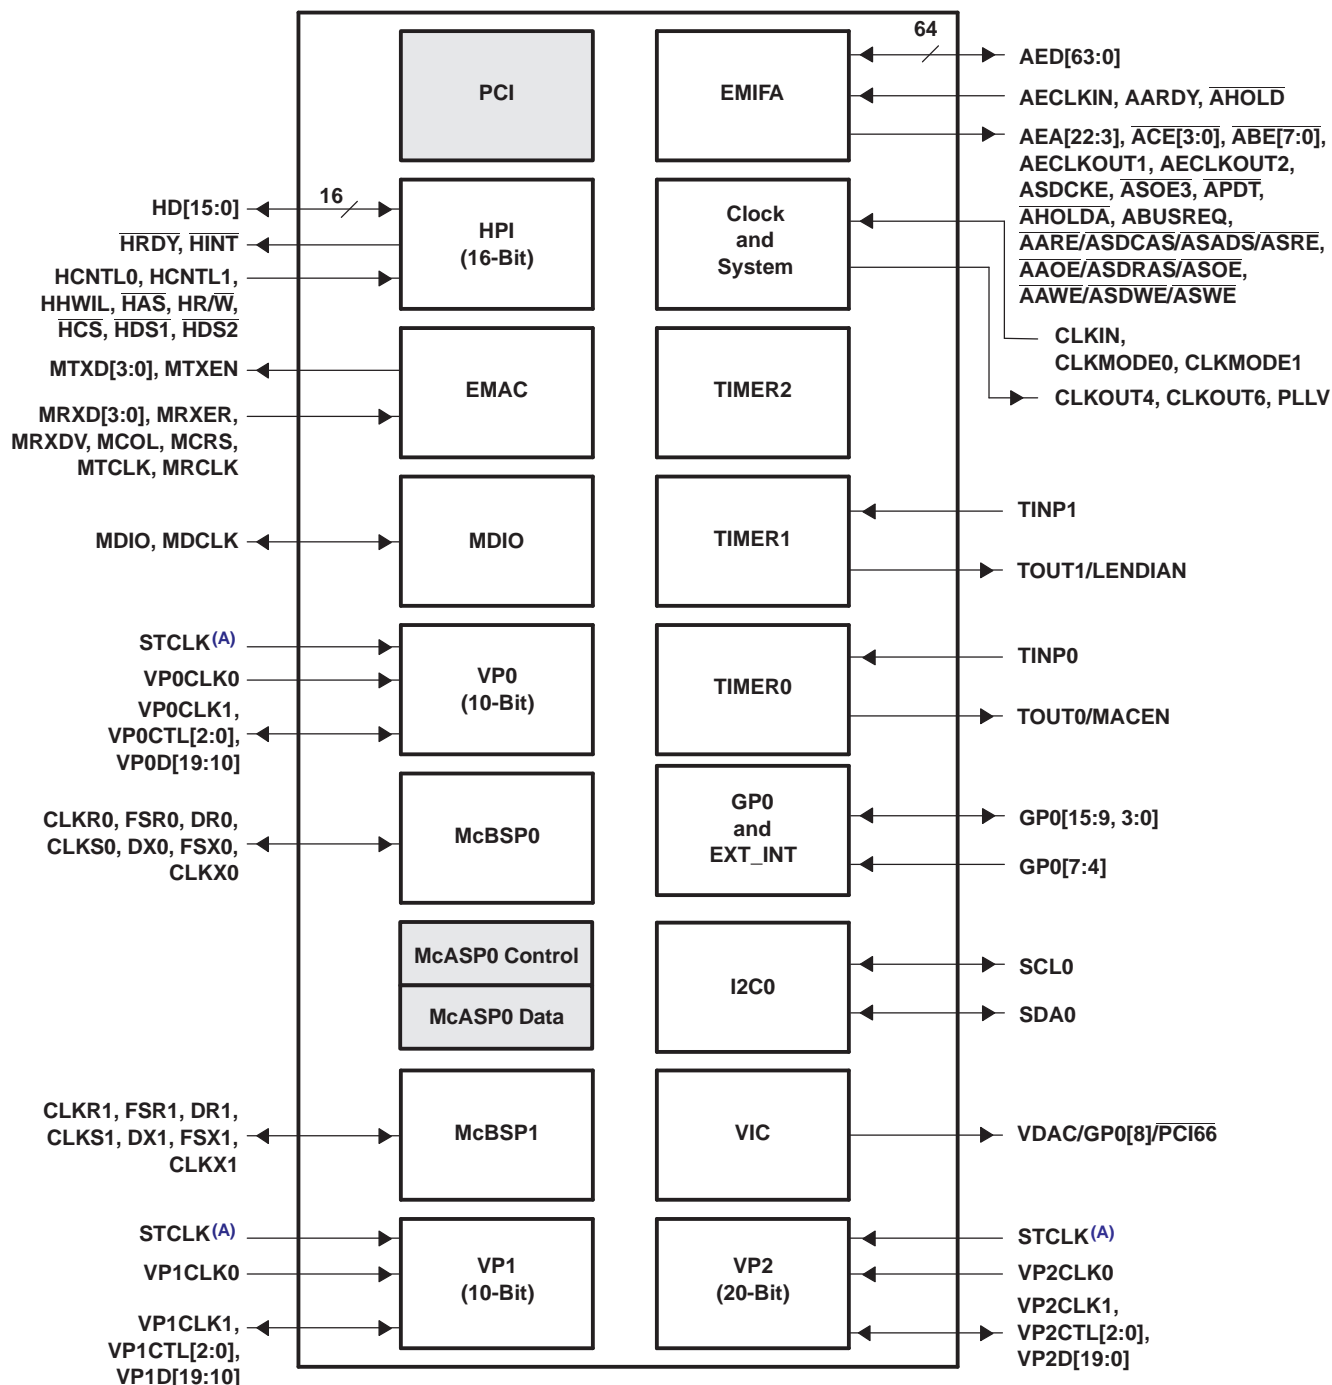 64
PCI
EMIFA
AED[63:0]
AECLKIN, AARDY, AHOLD
AEA[22:3], ACE[3:0], ABE[7:0],
AECLKOUT1, AECLKOUT2,
ASDCKE, ASOE3, APDT,
AHOLDA, ABUSREQ,
AARE/ASDCAS/ASADS/ASRE,
AAOE/ASDRAS/ASOE,
AAWE/ASDWE/ASWE
HD[15:0]
16
HRDY, HINT
HCNTL0, HCNTL1,
HHWIL, HAS, HR/W,
HCS, HDS1, HDS2
HPI
(16-Bit)
Clock
and
System
CLKIN,
CLKMODE0, CLKMODE1
CLKOUT4, CLKOUT6, PLLV
MTXD[3:0], MTXEN
MRXD[3:0], MRXER,
MRXDV, MCOL, MCRS,
MTCLK, MRCLK
EMAC
TIMER2
MDIO, MDCLK
MDIO
TIMER1
TINP1
TOUT1/LENDIAN
STCLK(A)
VP0CLK0
VP0CLK1,
VP0CTL[2:0],
VP0D[19:10]
VP0
(10-Bit)
TIMER0
TINP0
TOUT0/MACEN
CLKR0, FSR0, DR0,
CLKS0, DX0, FSX0,
CLKX0
McBSP0
GP0
and
EXT_INT
GP0[15:9, 3:0]
GP0[7:4]
McASP0 Control
McASP0 Data
I2C0
SCL0
SDA0
CLKR1, FSR1, DR1,
CLKS1, DX1, FSX1,
CLKX1
McBSP1
VIC
VDAC/GP0[8]/PCI66
STCLK(A)
VP1CLK0
VP1CLK1,
VP1CTL[2:0],
VP1D[19:10]
VP1
(10-Bit)
VP2
(20-Bit)
STCLK(A)
VP2CLK0
VP2CLK1,
VP2CTL[2:0],
VP2D[19:0]